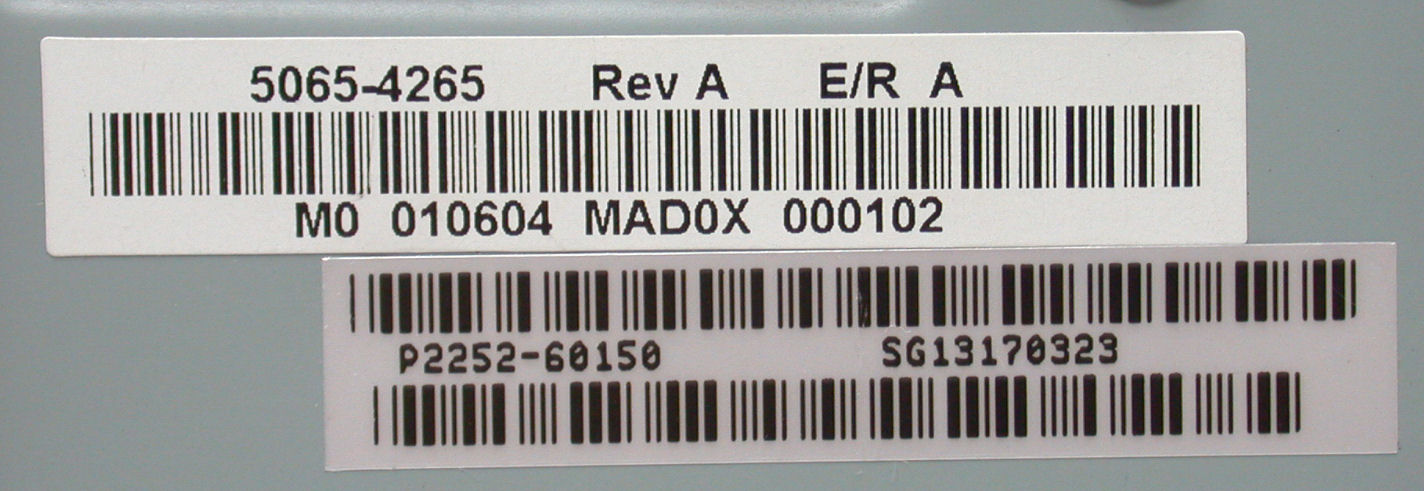 5065-4265 Rev A E/R A
M0 010604 MAD0X 000102
P2252-60150 SG13170323